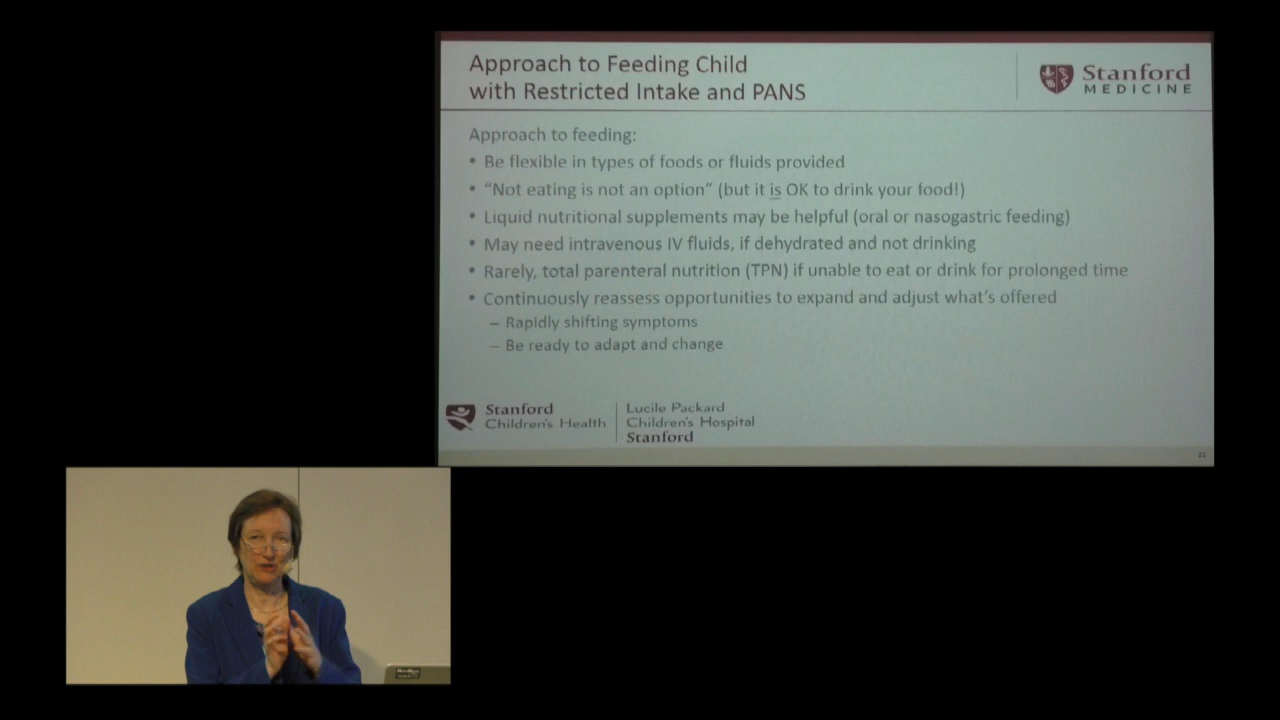 Approach to Feeding Child
with Restricted Intake and PANS
Stanford
MEDICINE
Approach to feeding:
• Be flexible in types of foods or fluids provided
• “Not eating is not an option” (but it is OK to drink your food!)
• Liquid nutritional supplements may be helpful (oral or nasogastric feeding)
• May need intravenous IV fluids, if dehydrated and not drinking
• Rarely, total parenteral nutrition (TPN) if unable to eat or drink for prolonged time
• Continuously reassess opportunities to expand and adjust what’s offered
– Rapidly shifting symptoms
– Be ready to adapt and change
Stanford
Children's Health
Lucile Packard
Children's Hospital
Stanford
21